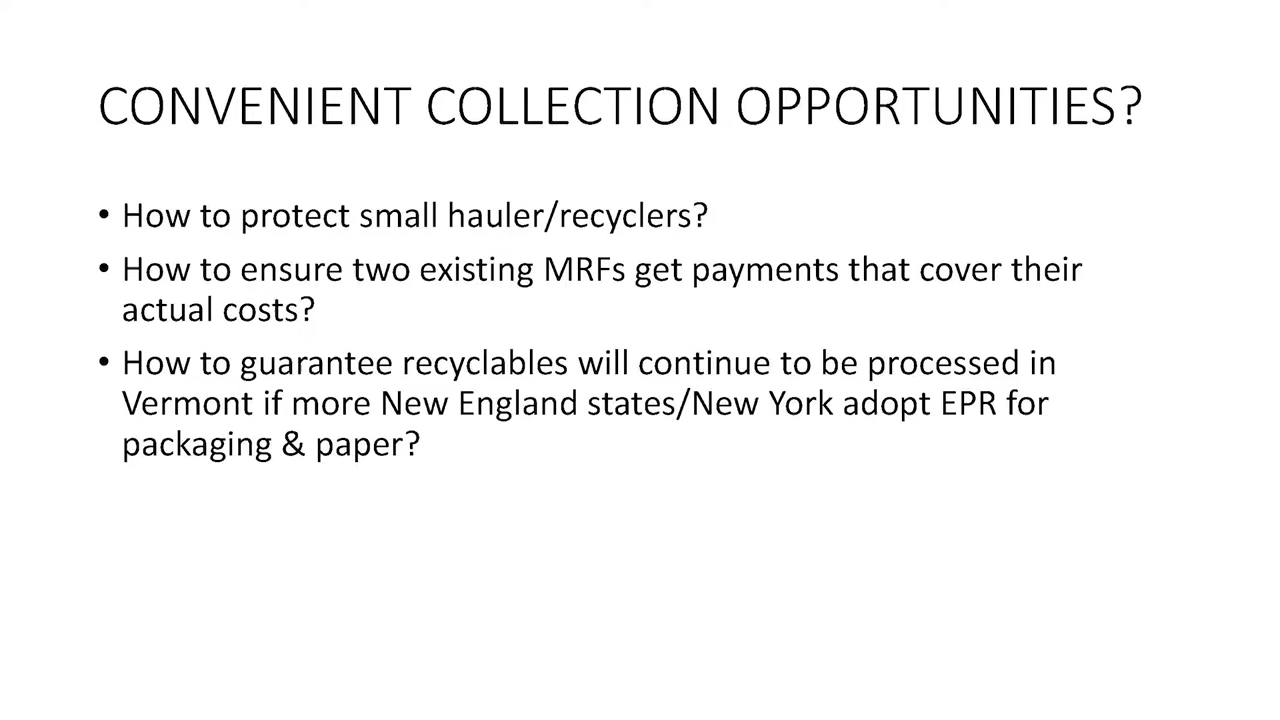 CONVENIENT COLLECTION OPPORTUNITIES?
• How to protect small hauler/recyclers?
• How to ensure two existing MRFs get payments that cover their
actual costs?
• How to guarantee recyclables will continue to be processed in
Vermont if more New England states/New York adopt EPR for
packaging & paper?